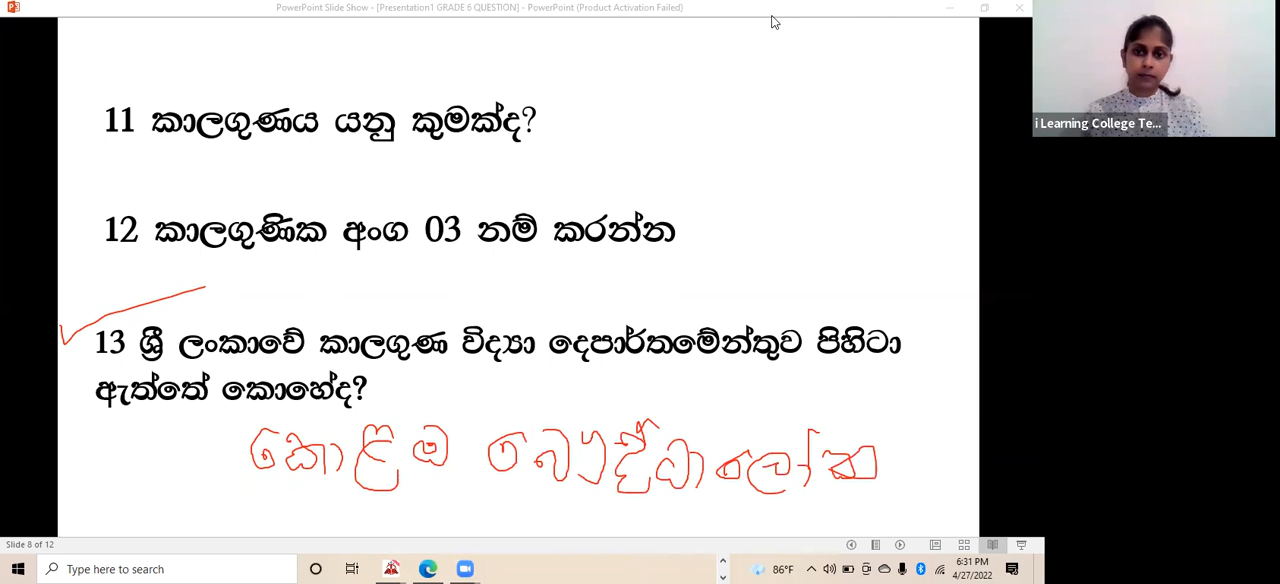 PowerPoint Slide Show - [Presentation1 GRADE 6 QUESTION] - PowerPoint (Product Activation Failed)
i Learning College Te...
11 කාලගුණය යනු කුමක්ද?
12 කාලගුණික අංග 03 නම් කරන්න
13 ශ්‍රී ලංකාවේ කාලගුණ විද්‍යා දෙපාර්තමේන්තුව පිහිටා
ඇත්තේ කොහේද?
කොළඹ බෞද්ධාලෝක
Slide 8 of 12
Type here to search
86°F
6:31 PM
4/27/2022